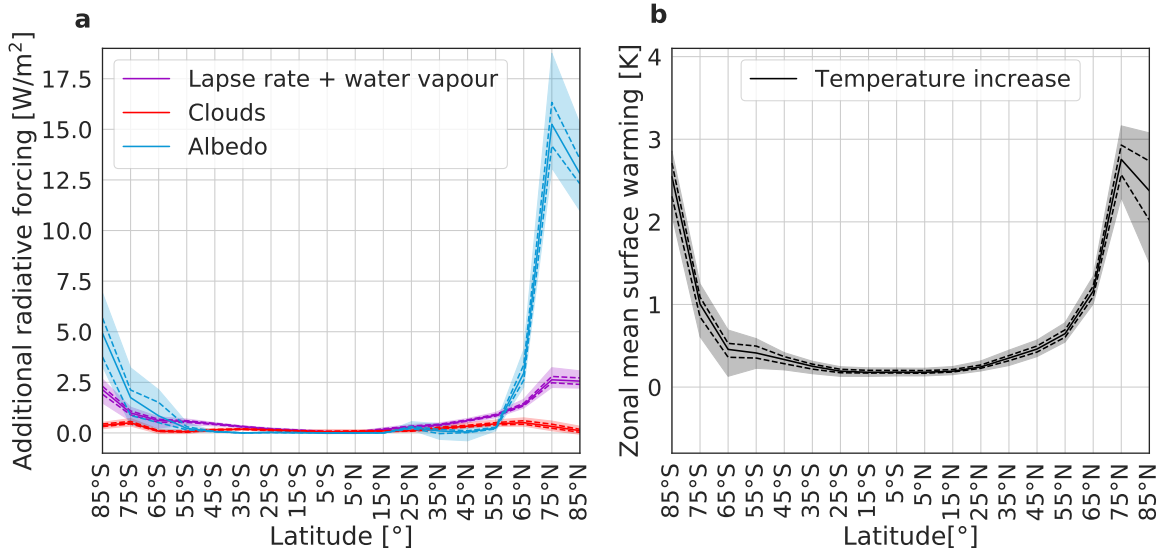 a
Additional radiative forcing [W/m²]
17.5
15.0
12.5
10.0
7.5
5.0
2.5
0.0
Lapse rate + water vapour
Clouds
Albedo
85°S
75°S
65°S
55°S
45°S
35°S
25°S
15°S
5°S
5°N
15°N
25°N
35°N
45°N
55°N
65°N
75°N
85°N
Latitude [°]
b
Zonal mean surface warming [K]
4
3
2
1
0
Temperature increase
85°S
75°S
65°S
55°S
45°S
35°S
25°S
15°S
5°S
5°N
15°N
25°N
35°N
45°N
55°N
65°N
75°N
85°N
Latitude[°]